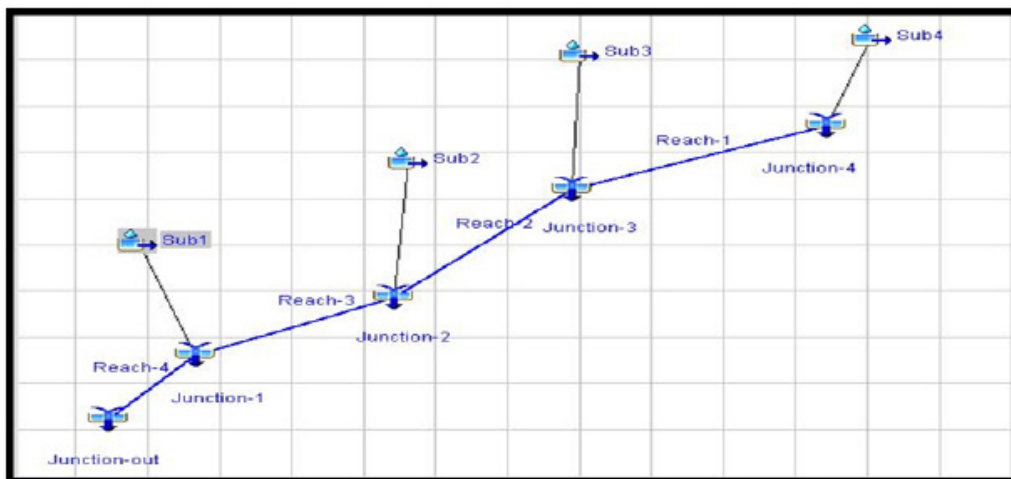 Sub4
Sub3
Reach-1
Sub2
Junction-4
Reach-2
Junction-3
Sub1
Reach-3
Junction-2
Reach-4
Junction-1
Junction-out